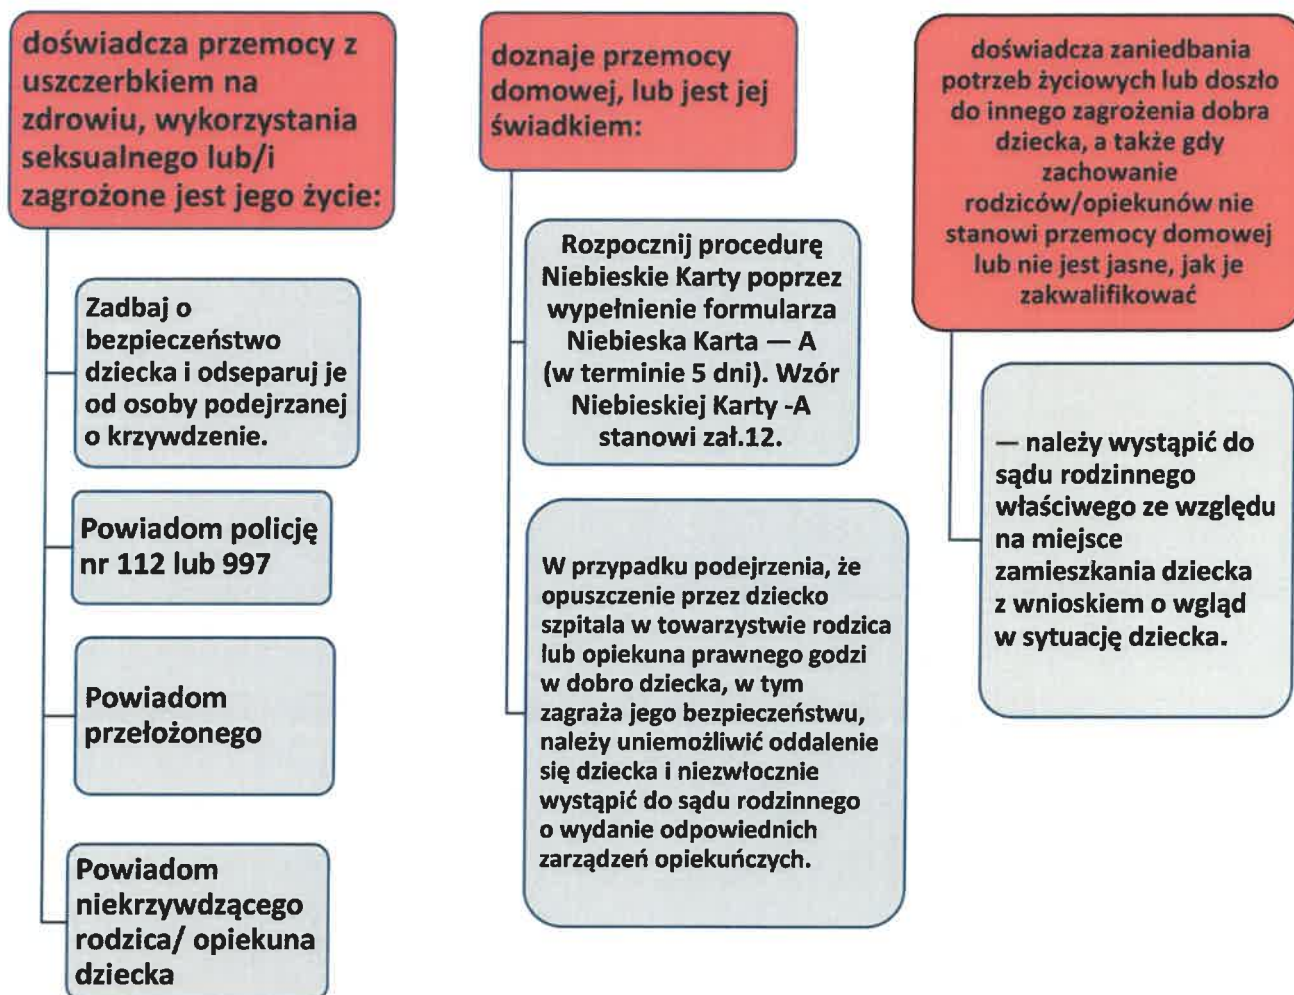 doświadcza przemocy z
uszczerbkiem na
zdrowiu, wykorzystania
seksualnego lub/i
zagrożone jest jego życie:
Zadbaj o
bezpieczeństwo
dziecka i odseparuj je
od osoby podejrzanej
o krzywdzenie.
Powiadom policję
nr 112 lub 997
Powiadom
przełożonego
Powiadom
niekrzywdzącego
rodzica/ opiekuna
dziecka
doznaje przemocy
domowej, lub jest jej
świadkiem:
Rozpocznij procedurę
Niebieskie Karty poprzez
wypełnienie formularza
Niebieska Karta — A
(w terminie 5 dni). Wzór
Niebieskiej Karty -A
stanowi zał.12.
W przypadku podejrzenia, że
opuszczenie przez dziecko
szpitala w towarzystwie rodzica
lub opiekuna prawnego godzi
w dobro dziecka, w tym
zagraża jego bezpieczeństwu,
należy uniemożliwić oddalenie
się dziecka i niezwłocznie
wystąpić do sądu rodzinnego
o wydanie odpowiednich
zarządzeń opiekuńczych.
doświadcza zaniedbania
potrzeb życiowych lub doszło
do innego zagrożenia dobra
dziecka, a także gdy
zachowanie
rodziców/opiekunów nie
stanowi przemocy domowej
lub nie jest jasne, jak je
zakwalifikować
— należy wystąpić do
sądu rodzinnego
właściwego ze względu
na miejsce
zamieszkania dziecka
z wnioskiem o wgląd
w sytuację dziecka.